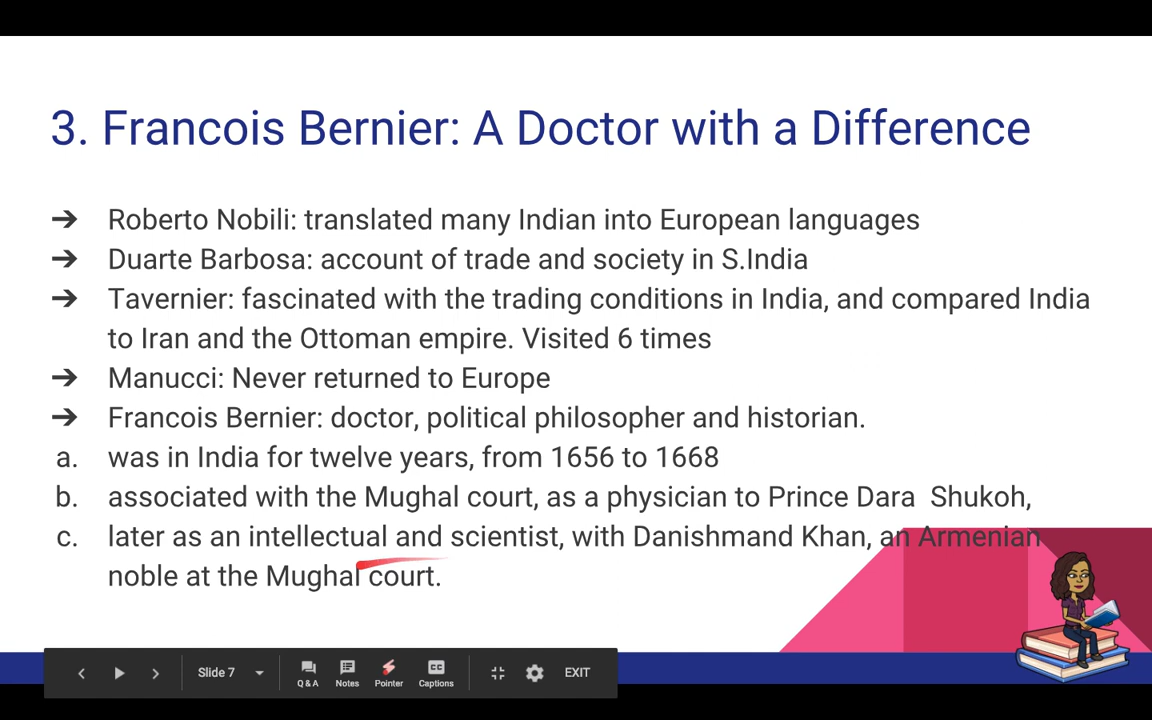 3. Francois Bernier: A Doctor with a Difference
➔ Roberto Nobili: translated many Indian into European languages
➔ Duarte Barbosa: account of trade and society in S.India
➔ Tavernier: fascinated with the trading conditions in India, and compared India
to Iran and the Ottoman empire. Visited 6 times
➔ Manucci: Never returned to Europe
➔ Francois Bernier: doctor, political philosopher and historian.
a. was in India for twelve years, from 1656 to 1668
b. associated with the Mughal court, as a physician to Prince Dara  Shukoh,
c. later as an intellectual and scientist, with Danishmand Khan, an Armenian
noble at the Mughal court.
Slide 7 Q & A Notes Pointer CC Captions EXIT